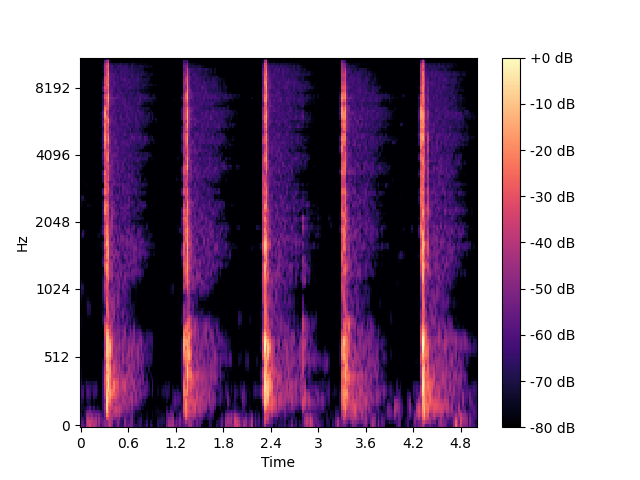 8192
4096
2048
1024
512
0
Hz
0 0.6 1.2 1.8 2.4 3 3.6 4.2 4.8
Time
+0 dB
-10 dB
-20 dB
-30 dB
-40 dB
-50 dB
-60 dB
-70 dB
-80 dB